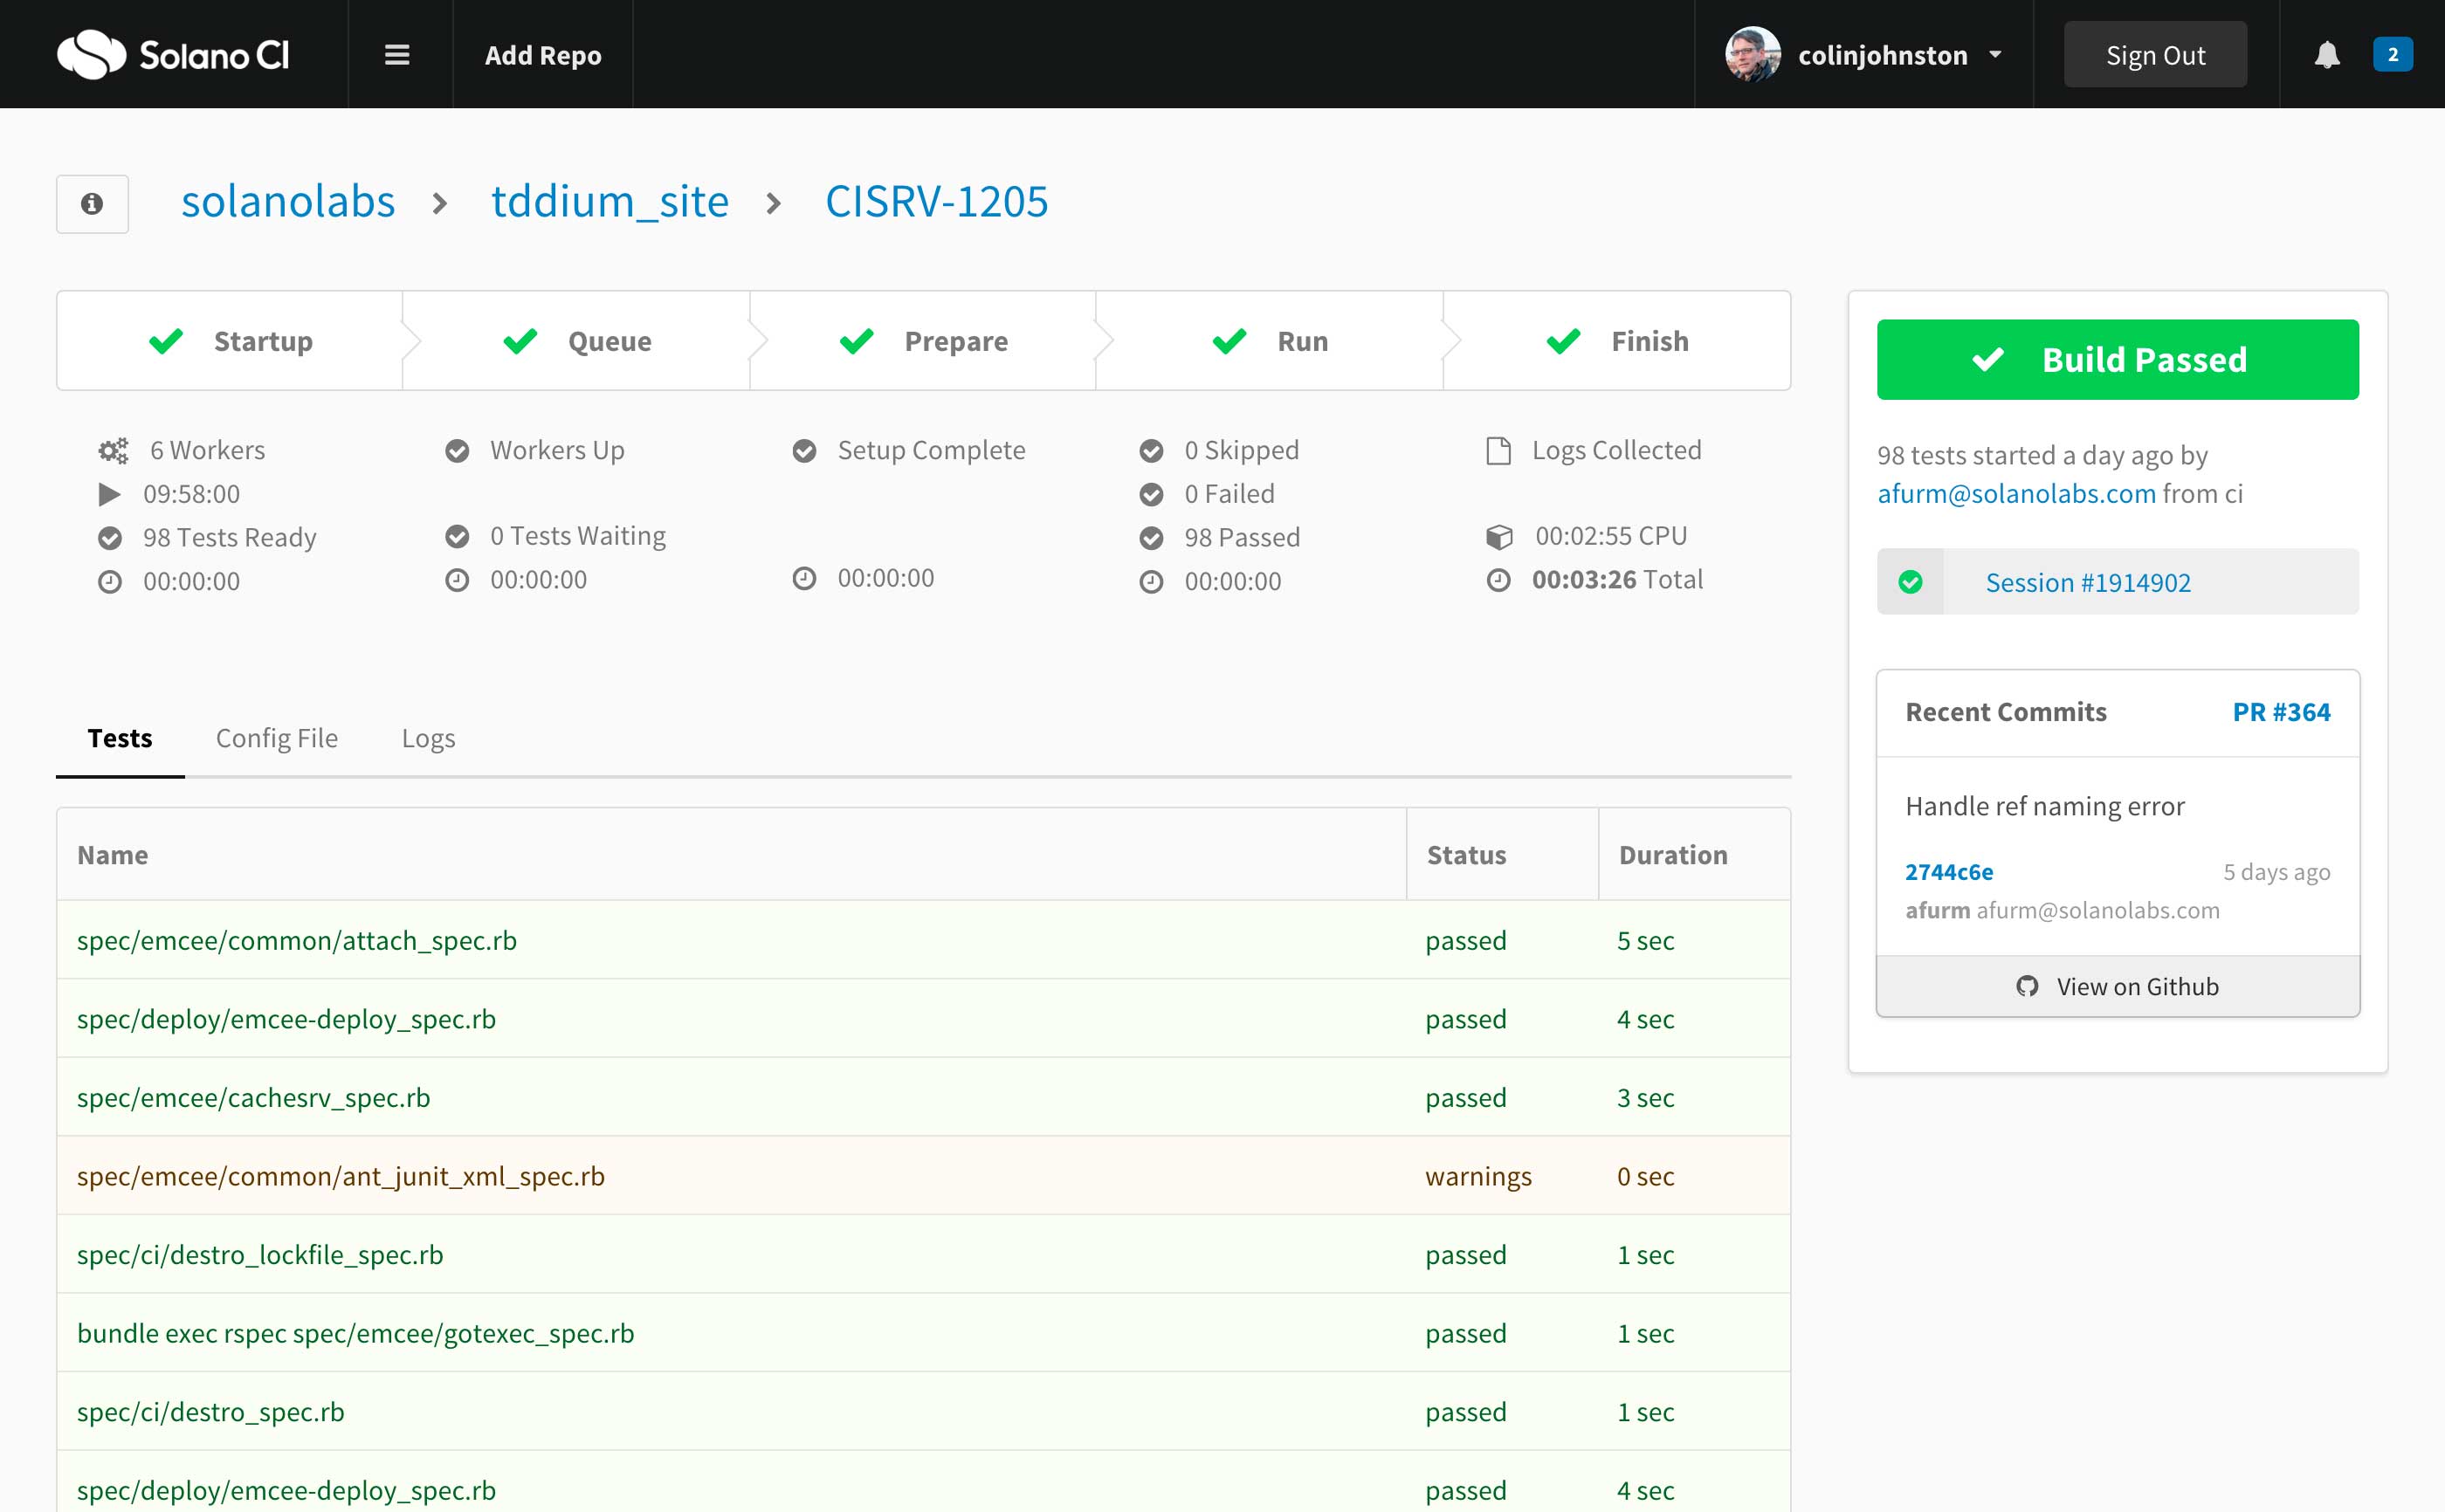 Solano CI
Add Repo
colinjohnston
Sign Out
2
solanolabs > tddium_site > CISRV-1205
Startup
Queue
Prepare
Run
Finish
6 Workers
09:58:00
98 Tests Ready
00:00:00
Workers Up
0 Tests Waiting
00:00:00
Setup Complete
00:00:00
0 Skipped
0 Failed
98 Passed
00:00:00
Logs Collected
00:02:55 CPU
00:03:26 Total
Build Passed
98 tests started a day ago by
afurm@solanolabs.com from ci
Session #1914902
Recent Commits PR #364
Handle ref naming error
2744c6e 5 days ago
afurm afurm@solanolabs.com
View on Github
Tests Config File Logs
Name Status Duration
spec/emcee/common/attach_spec.rb passed 5 sec
spec/deploy/emcee-deploy_spec.rb passed 4 sec
spec/emcee/cachesrv_spec.rb passed 3 sec
spec/emcee/common/ant_junit_xml_spec.rb warnings 0 sec
spec/ci/destro_lockfile_spec.rb passed 1 sec
bundle exec rspec spec/emcee/gotexec_spec.rb passed 1 sec
spec/ci/destro_spec.rb passed 1 sec
spec/deploy/emcee-deploy_spec.rb passed 4 sec